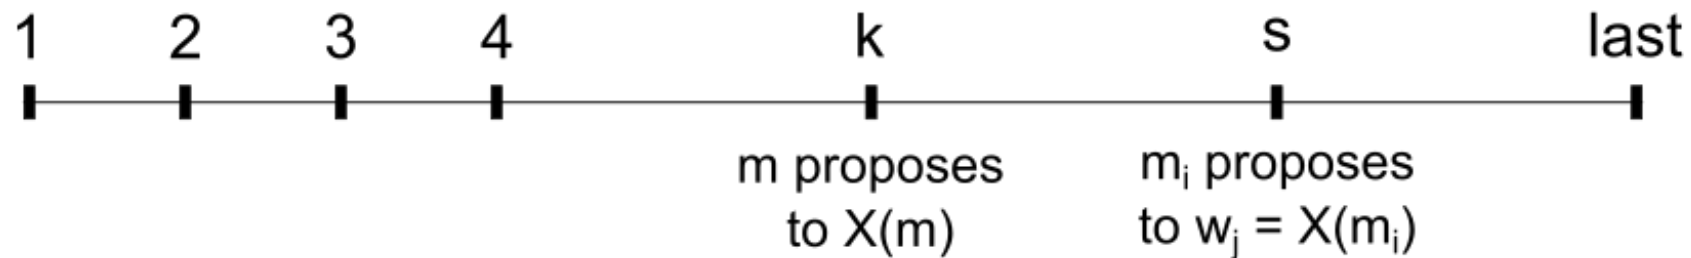 1 2 3 4 k s last
m proposes
to X(m)
mᵢ proposes
to wⱼ = X(mᵢ)